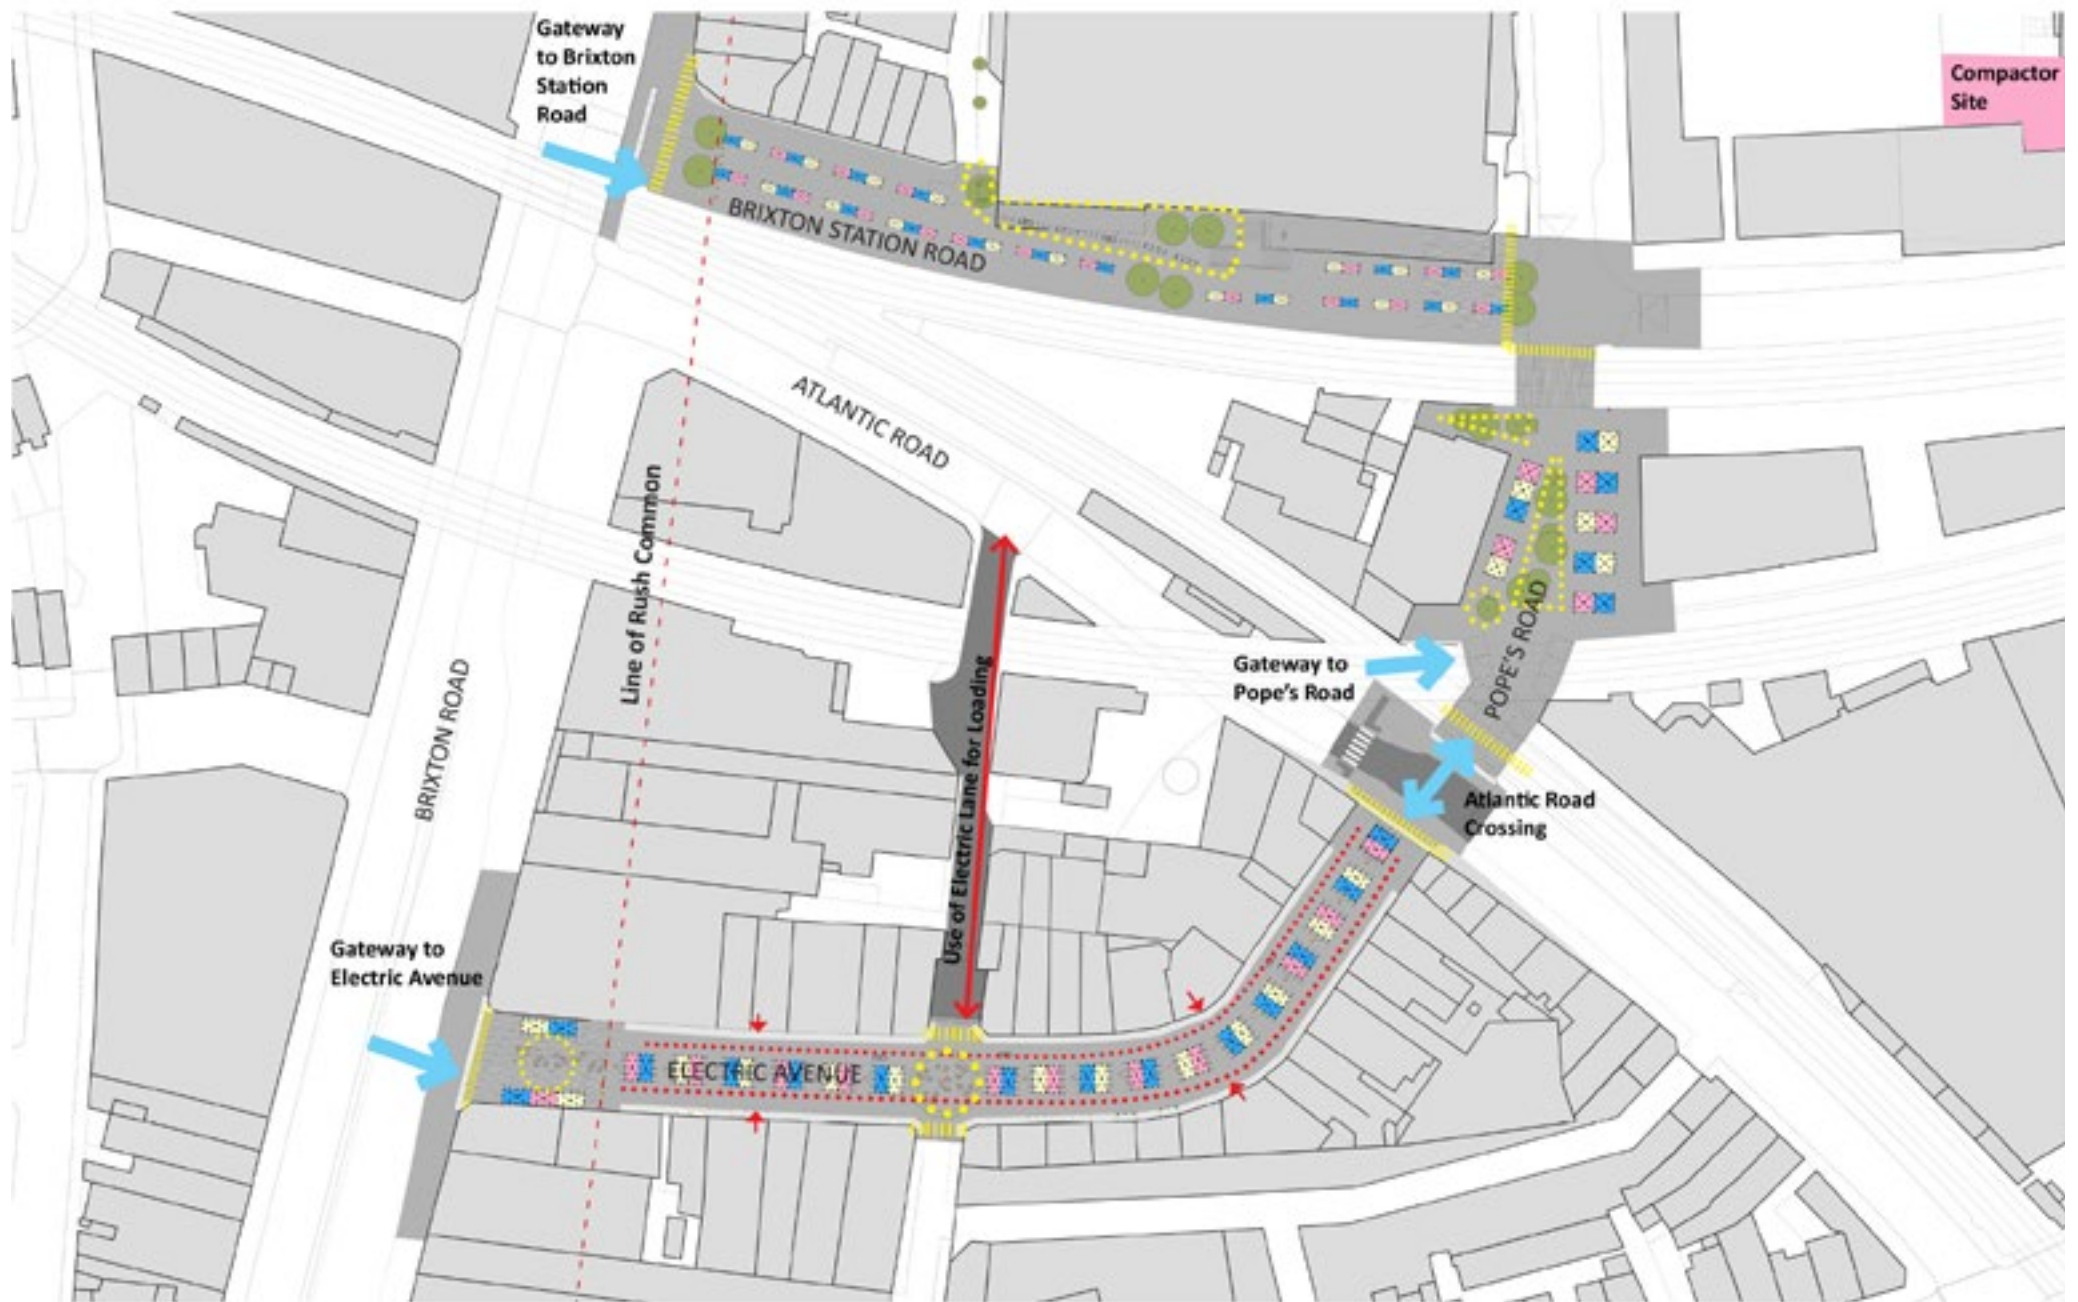 Gateway
to Brixton
Station
Road
Compactor
Site
BRIXTON STATION ROAD
ATLANTIC ROAD
Line of Rush Common
BRIXTON ROAD
Use of Electric Lane for Loading
Gateway to
Pope's Road
POPE'S ROAD
Atlantic Road
Crossing
Gateway to
Electric Avenue
ELECTRIC AVENUE